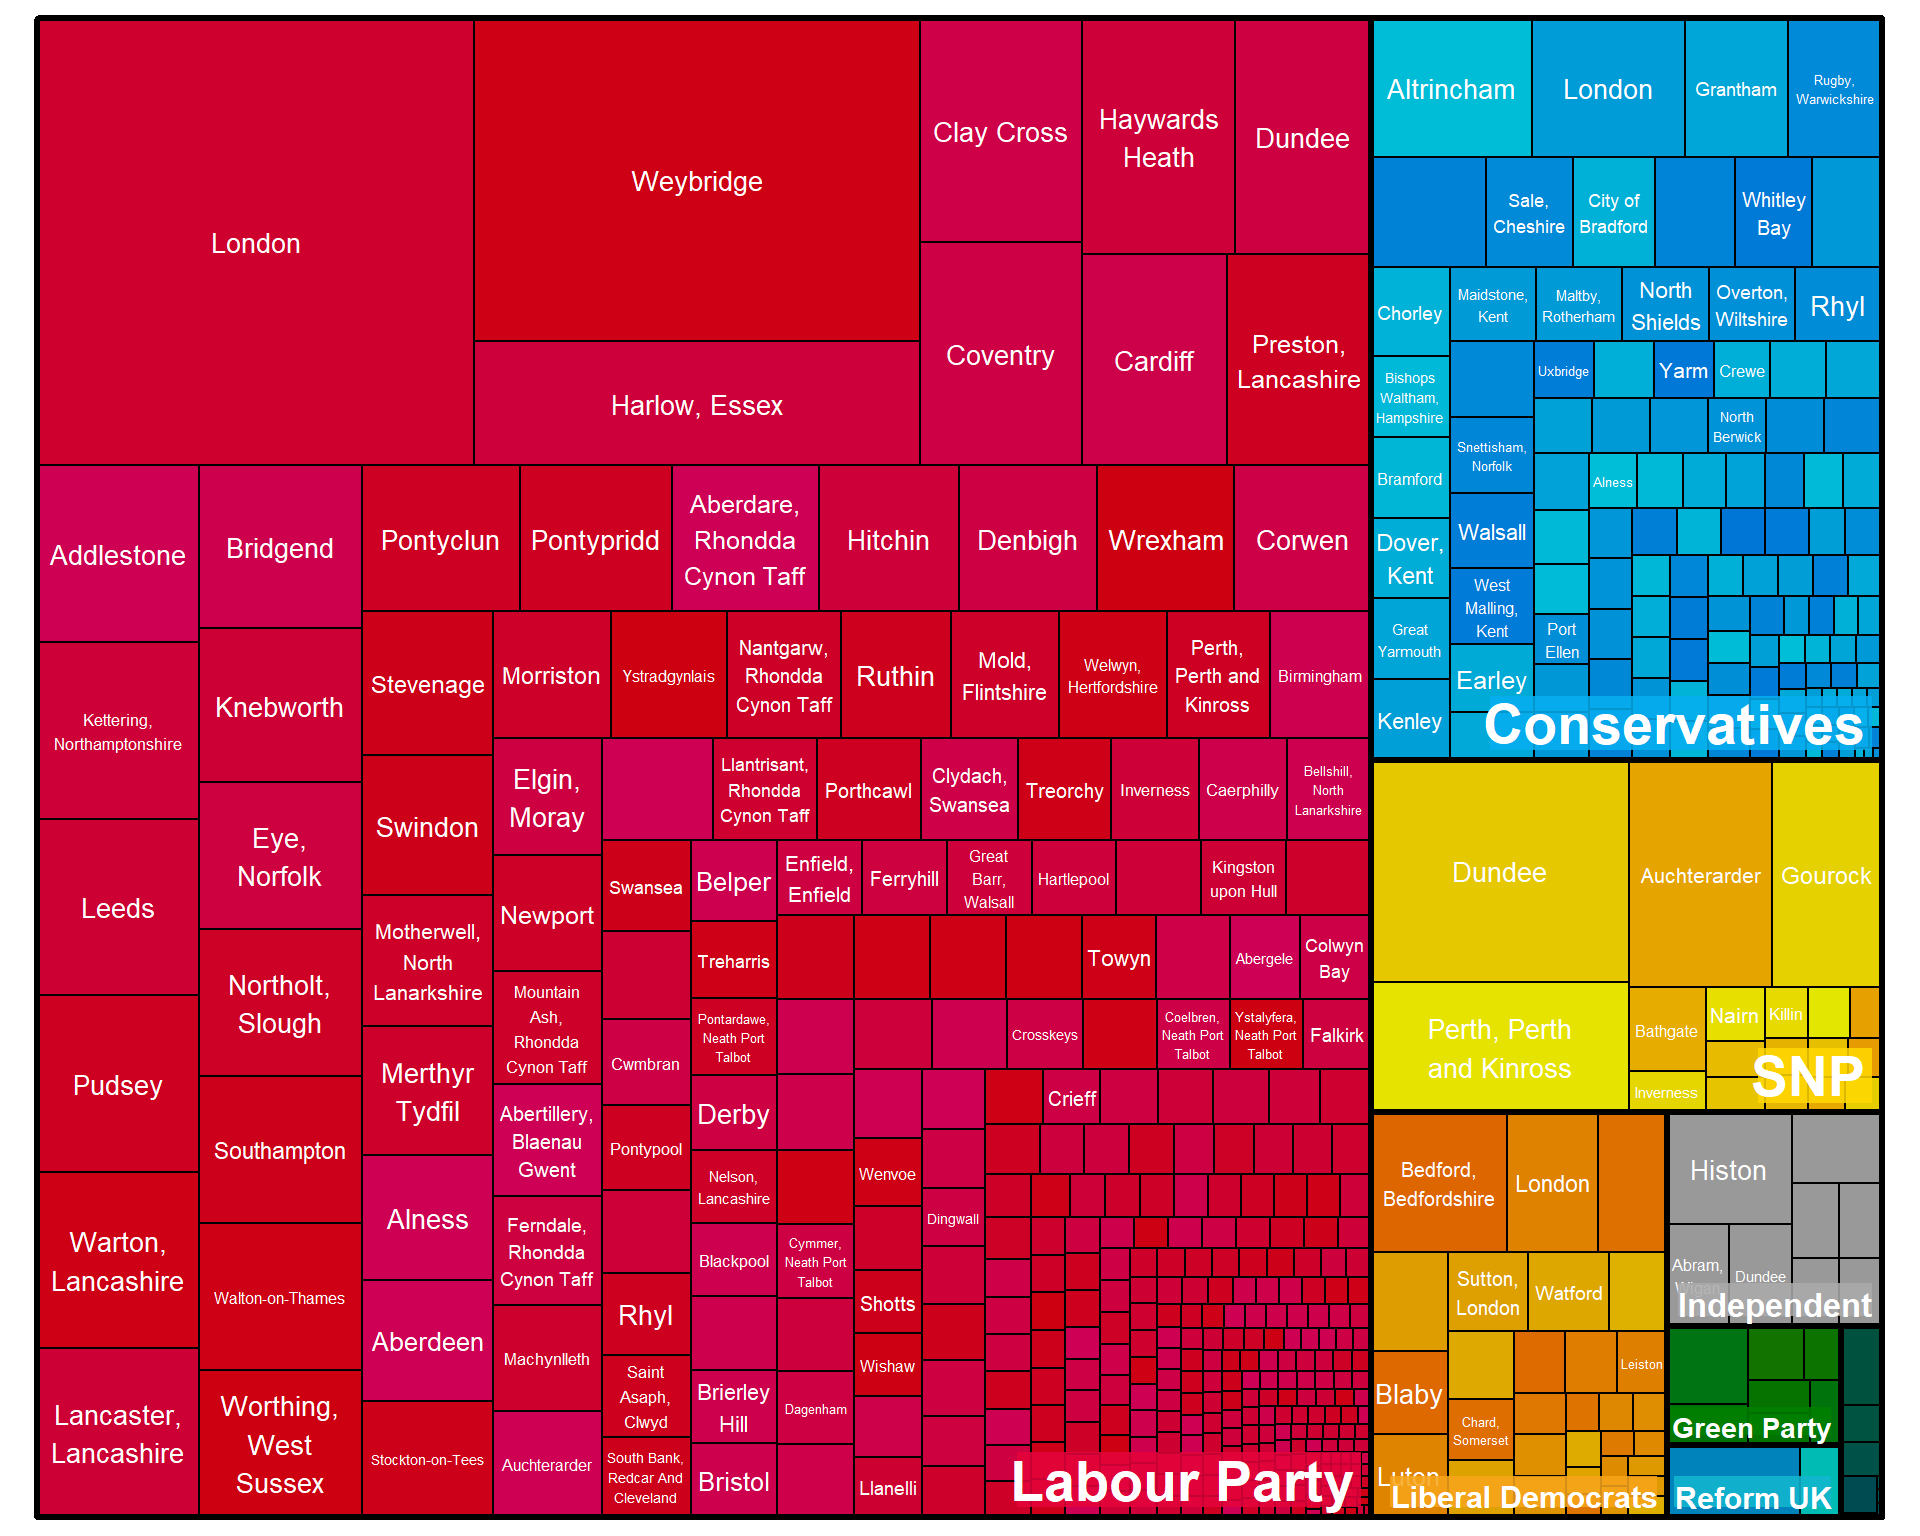 London
Weybridge
Harlow, Essex
Clay Cross
Coventry
Haywards
Heath
Dundee
Cardiff
Preston,
Lancashire
Addlestone
Kettering,
Northamptonshire
Leeds
Pudsey
Warton,
Lancashire
Lancaster,
Lancashire
Bridgend
Knebworth
Eye,
Norfolk
Northolt,
Slough
Southampton
Walton-on-Thames
Worthing,
West
Sussex
Pontyclun
Pontypridd
Aberdare,
Rhondda
Cynon Taff
Hitchin
Denbigh
Wrexham
Corwen
Stevenage
Swindon
Motherwell,
North
Lanarkshire
Merthyr
Tydfil
Alness
Aberdeen
Stockton-on-Tees
Morriston
Ystradgynlais
Nantgarw,
Rhondda
Cynon Taff
Ruthin
Mold,
Flintshire
Welwyn,
Hertfordshire
Perth,
Perth and
Kinross
Birmingham
Elgin,
Moray
Newport
Mountain
Ash,
Rhondda
Cynon Taff
Abertillery,
Blaenau
Gwent
Ferndale,
Rhondda
Cynon Taff
Machynlleth
Auchterarder
Llantrisant,
Rhondda
Cynon Taff
Porthcawl
Clydach,
Swansea
Treorchy
Inverness
Caerphilly
Bellshill,
North
Lanarkshire
Swansea
Cwmbran
Pontypool
Rhyl
Saint
Asaph,
Clwyd
South Bank,
Redcar And
Cleveland
Belper
Treharris
Pontardawe,
Neath Port
Talbot
Derby
Nelson,
Lancashire
Blackpool
Brierley
Hill
Bristol
Enfield,
Enfield
Ferryhill
Great
Barr,
Walsall
Hartlepool
Kingston
upon Hull
Towyn
Abergele
Colwyn
Bay
Crosskeys
Coelbren,
Neath Port
Talbot
Ystalyfera,
Neath Port
Talbot
Falkirk
Cymmer,
Neath Port
Talbot
Dagenham
Wenvoe
Shotts
Wishaw
Llanelli
Dingwall
Crieff
Labour Party
Altrincham
London
Grantham
Rugby,
Warwickshire
Sale,
Cheshire
City of
Bradford
Whitley
Bay
Chorley
Bishops
Waltham,
Hampshire
Bramford
Dover,
Kent
Great
Yarmouth
Kenley
Maidstone,
Kent
Maltby,
Rotherham
North
Shields
Overton,
Wiltshire
Rhyl
Snettisham,
Norfolk
Walsall
West
Malling,
Kent
Earley
Uxbridge
Yarm
Crewe
North
Berwick
Alness
Port
Ellen
Conservatives
Dundee
Perth, Perth
and Kinross
Auchterarder
Gourock
Bathgate
Inverness
Nairn
Killin
SNP
Bedford,
Bedfordshire
London
Blaby
Luton
Sutton,
London
Watford
Chard,
Somerset
Leiston
Liberal Democrats
Histon
Abram,
Wigan
Dundee
Independent
Green Party
Reform UK